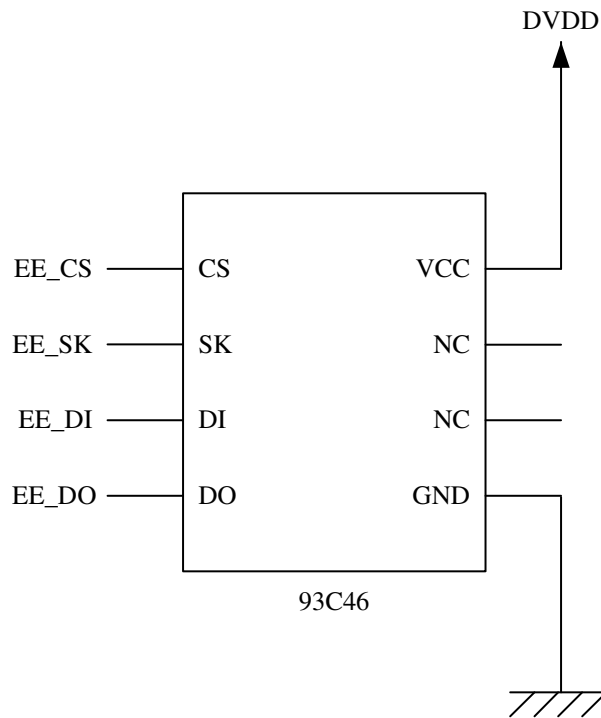 DVDD
EE_CS CS VCC
EE_SK SK NC
EE_DI DI NC
EE_DO DO GND
93C46